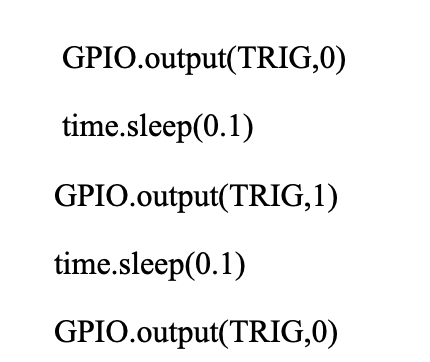 GPIO.output(TRIG,0)
time.sleep(0.1)
GPIO.output(TRIG,1)
time.sleep(0.1)
GPIO.output(TRIG,0)